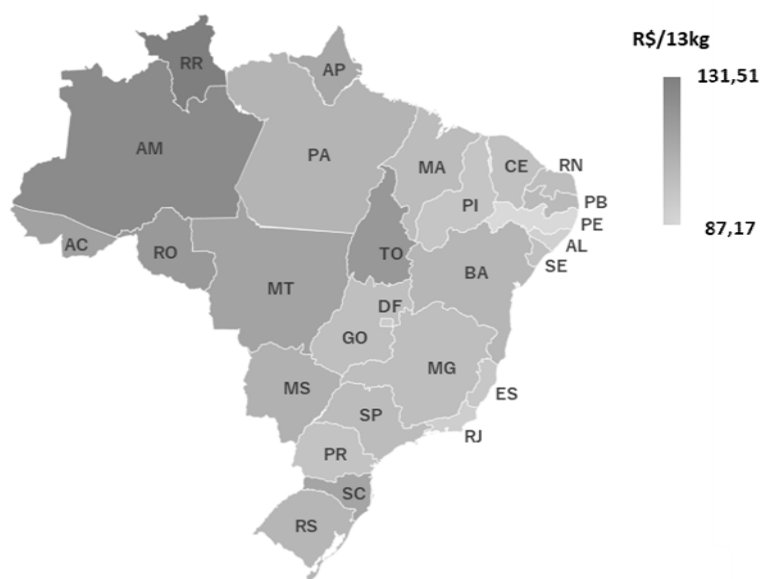 R$/13kg
131,51
87,17
RR
AP
AM
PA
MA
CE
RN
PB
PI
PE
AL
SE
AC
RO
TO
BA
MT
DF
GO
MG
MS
ES
SP
RJ
PR
SC
RS